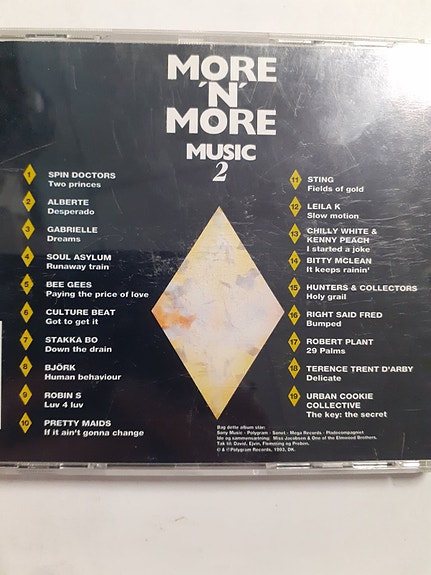 MORE
'N'
MORE
MUSIC
2
1 SPIN DOCTORS
Two princes
2 ALBERTE
Desperado
3 GABRIELLE
Dreams
4 SOUL ASYLUM
Runaway train
5 BEE GEES
Paying the price of love
6 CULTURE BEAT
Got to get it
7 STAKKA BO
Down the drain
8 BJÖRK
Human behaviour
9 ROBIN S
Luv 4 luv
10 PRETTY MAIDS
If it ain't gonna change
11 STING
Fields of gold
12 LEILA K
Slow motion
13 CHILLY WHITE &
KENNY PEACH
I started a joke
14 BITTY MCLEAN
It keeps rainin'
15 HUNTERS & COLLECTORS
Holy grail
16 RIGHT SAID FRED
Bumped
17 ROBERT PLANT
29 Palms
18 TERENCE TRENT D'ARBY
Delicate
19 URBAN COOKIE
COLLECTIVE
The key: the secret
Bag dette album står:
Sony Music - Polygram - Sonet - Mega Records - Pladecompagniet
Ide og sammensætning: Miss Jacobsen & One of the Elmwood Brothers.
Tak til: David, Ejvin, Flemming og Preben.
© & ℗ Polygram Records, 1993, DK.